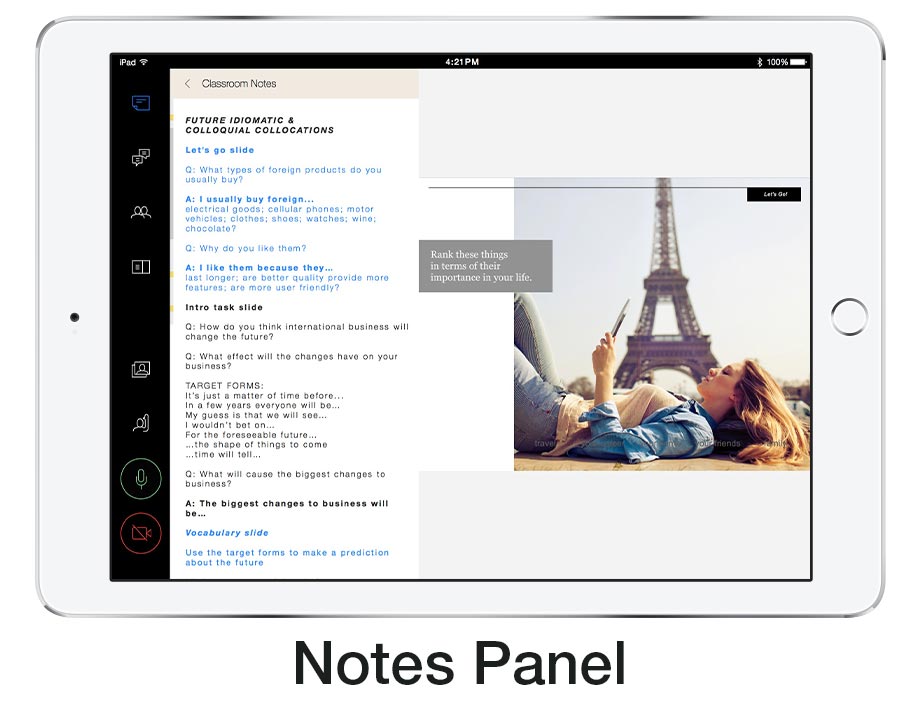 iPad
4:21PM
100%
Classroom Notes
FUTURE IDIOMATIC &
COLLOQUIAL COLLOCATIONS
Let's go slide
Q: What types of foreign products do you
usually buy?
A: I usually buy foreign...
electrical goods; cellular phones; motor
vehicles; clothes; shoes; watches; wine;
chocolate?
Q: Why do you like them?
A: I like them because they...
last longer; are better quality provide more
features; are more user friendly?
Intro task slide
Q: How do you think international business will
change the future?
Q: What effect will the changes have on your
business?
TARGET FORMS:
It's just a matter of time before...
In a few years everyone will be...
My guess is that we will see...
I wouldn't bet on...
For the foreseeable future...
...the shape of things to come
...time will tell...
Q: What will cause the biggest changes to
business?
A: The biggest changes to business will
be...
Vocabulary slide
Use the target forms to make a prediction
about the future
Let's Go!
Rank these things
in terms of their
importance in your life.
travel your friends
Notes Panel